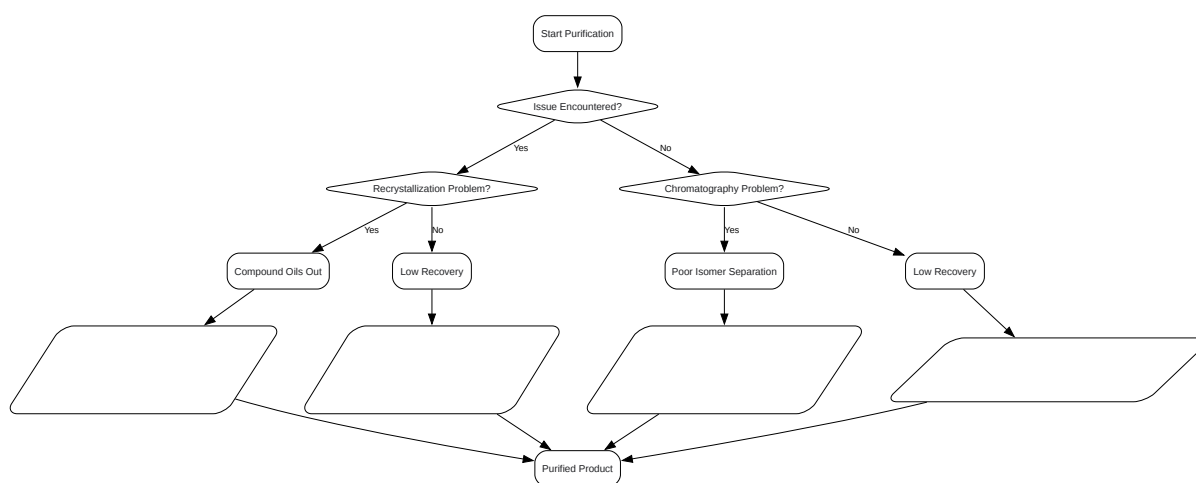 Start Purification
Issue Encountered?
Yes
No
Recrystallization Problem?
Chromatography Problem?
Yes
No
Yes
No
Compound Oils Out
Low Recovery
Poor Isomer Separation
Low Recovery
Purified Product